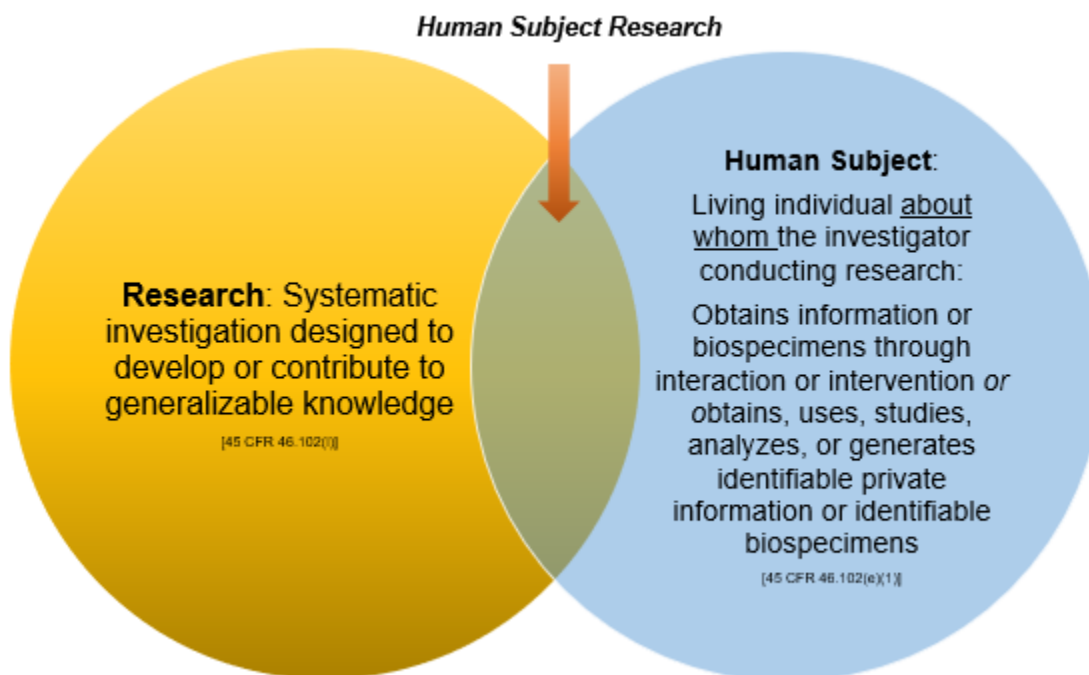 Human Subject Research
Research: Systematic
investigation designed to
develop or contribute to
generalizable knowledge
[45 CFR 46.102(l)]
Human Subject:
Living individual about
whom the investigator
conducting research:
Obtains information or
biospecimens through
interaction or intervention or
obtains, uses, studies,
analyzes, or generates
identifiable private
information or identifiable
biospecimens
[45 CFR 46.102(e)(1)]